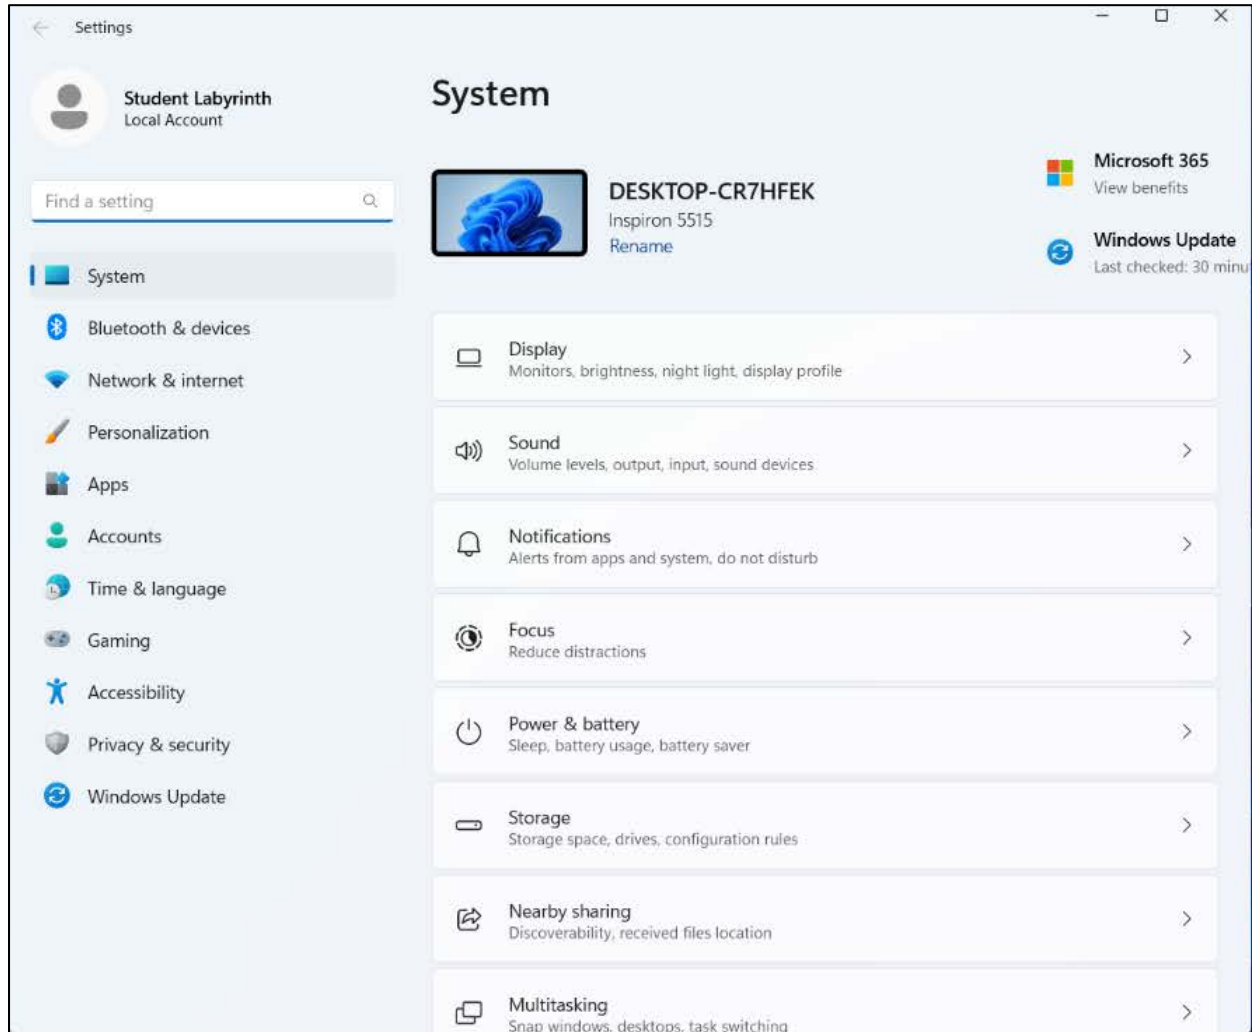 Settings
Student Labyrinth
Local Account
Find a setting
System
Bluetooth & devices
Network & internet
Personalization
Apps
Accounts
Time & language
Gaming
Accessibility
Privacy & security
Windows Update
System
DESKTOP-CR7HFEK
Inspiron 5515
Rename
Microsoft 365
View benefits
Windows Update
Last checked: 30 minu
Display
Monitors, brightness, night light, display profile
Sound
Volume levels, output, input, sound devices
Notifications
Alerts from apps and system, do not disturb
Focus
Reduce distractions
Power & battery
Sleep, battery usage, battery saver
Storage
Storage space, drives, configuration rules
Nearby sharing
Discoverability, received files location
Multitasking
Snap windows, desktops, task switching